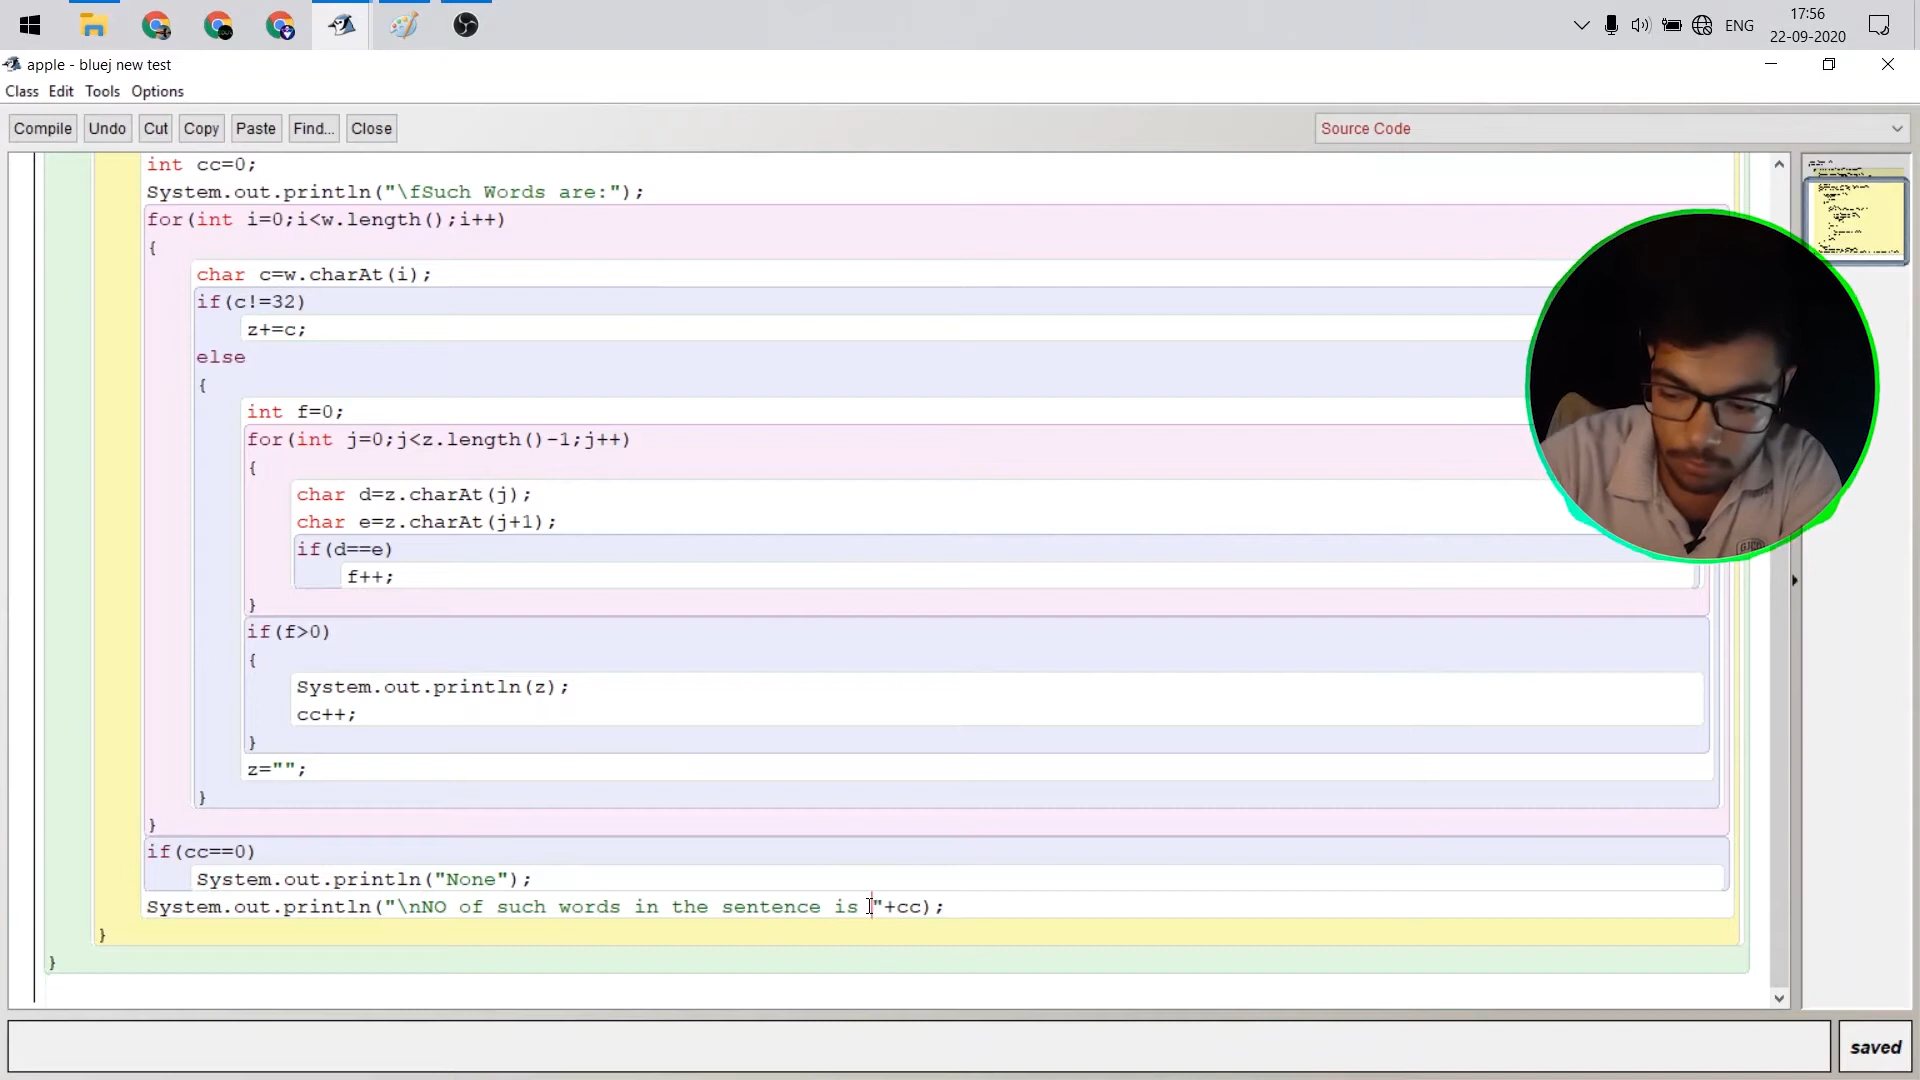 17:56
ENG
22-09-2020
apple - bluej new test
Class Edit Tools Options
Compile Undo Cut Copy Paste Find... Close Source Code
int cc=0;
System.out.println("\fSuch Words are:");
for(int i=0;i<w.length();i++)
{
char c=w.charAt(i);
if(c!=32)
z+=c;
else
{
int f=0;
for(int j=0;j<z.length()-1;j++)
{
char d=z.charAt(j);
char e=z.charAt(j+1);
if(d==e)
f++;
}
if(f>0)
{
System.out.println(z);
cc++;
}
z="";
}
}
if(cc==0)
System.out.println("None");
System.out.println("\nNO of such words in the sentence is "+cc);
}
}
saved